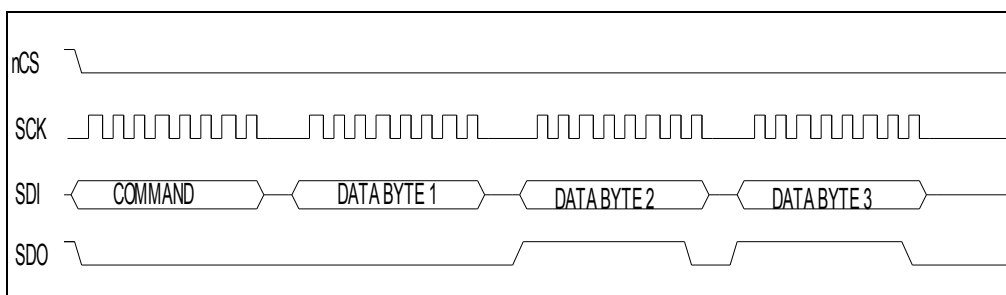 nCS
SCK
SDI COMMAND DATA BYTE 1 DATA BYTE 2 DATA BYTE 3
SDO